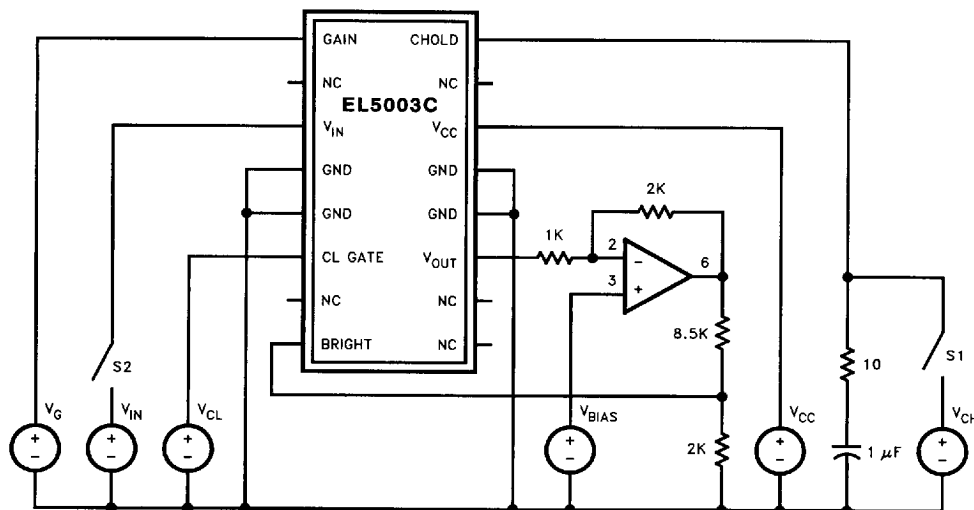 GAIN CHOLD
NC NC
EL5003C
VIN VCC
GND GND
2K
GND GND
1K
2 6
CL GATE VOUT
3
NC NC
8.5K
BRIGHT NC
S2 10 S1
VG VIN VCL VBIAS VCC VCH
2K 1 μF